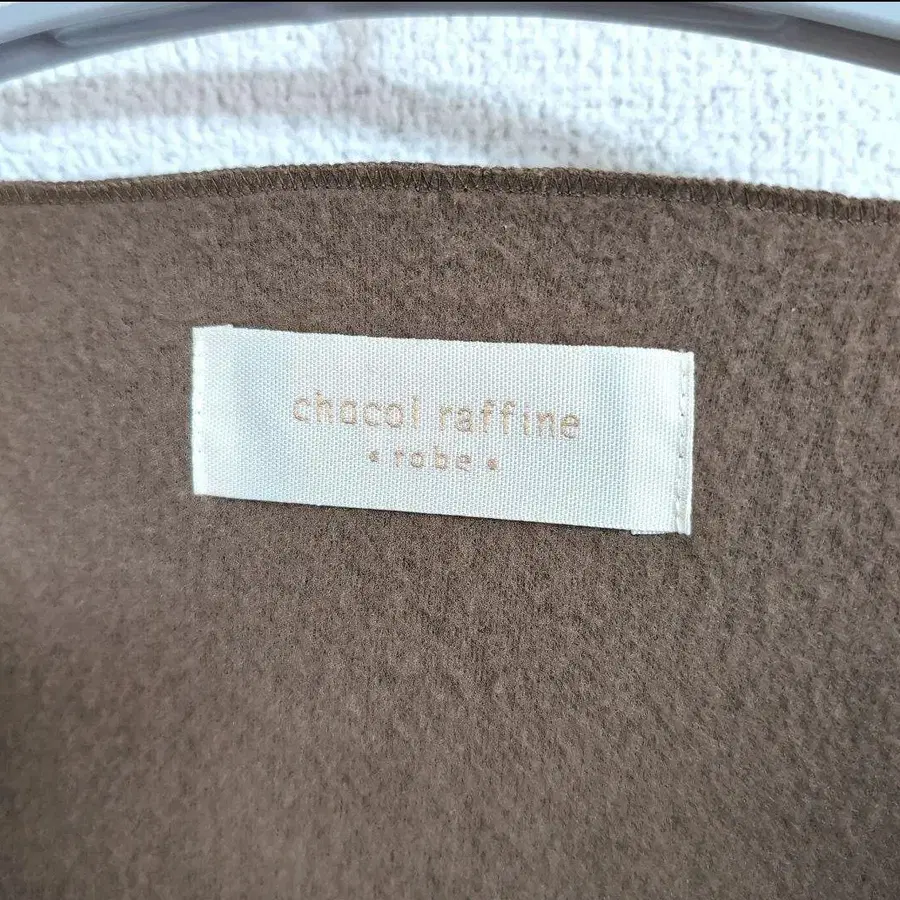 chocol raffine
• robe •